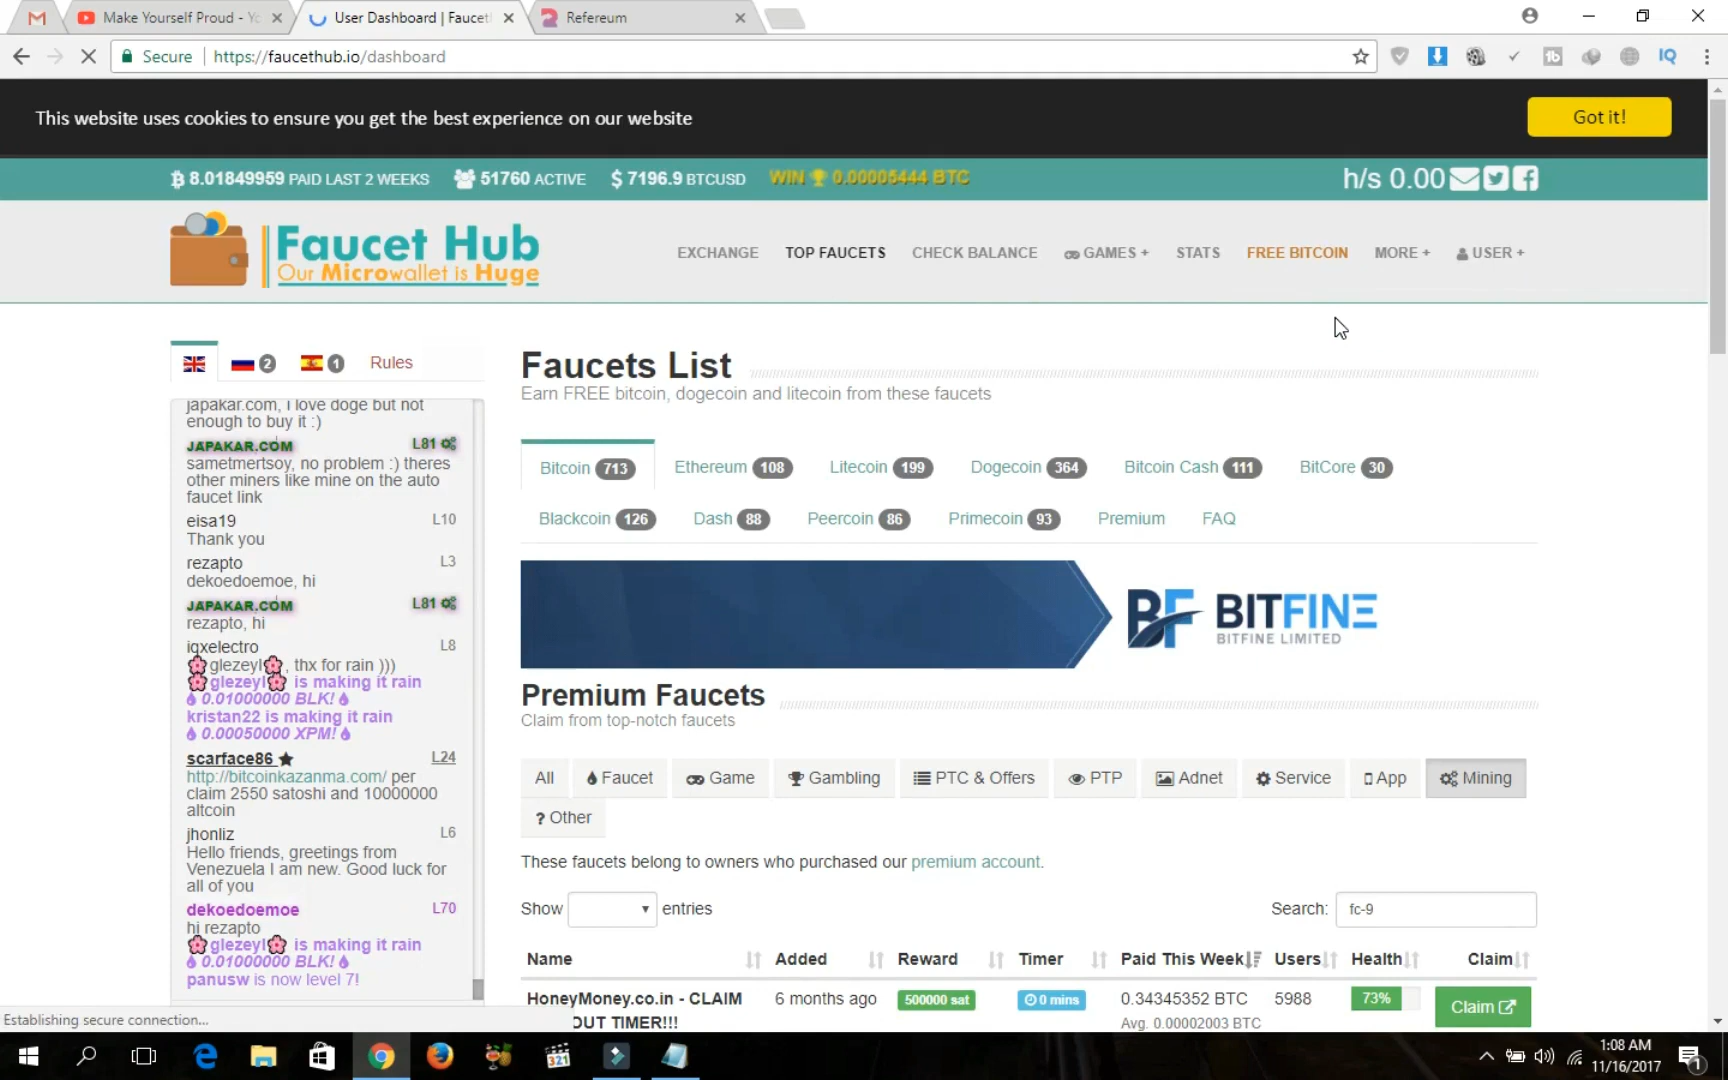 Make Yourself Proud - Yo
User Dashboard | Faucet
Refereum
Secure
https://faucethub.io/dashboard
IQ
This website uses cookies to ensure you get the best experience on our website
Got it!
8.01849959 PAID LAST 2 WEEKS
51760 ACTIVE
$ 7196.9 BTCUSD
WIN 0.00005444 BTC
h/s 0.00
Faucet Hub
Our Microwallet is Huge
EXCHANGE
TOP FAUCETS
CHECK BALANCE
GAMES +
STATS
FREE BITCOIN
MORE +
USER +
2
1
Rules
japakar.com, i love doge but not
enough to buy it :)
JAPAKAR.COM L81
sametmertsoy, no problem :) theres
other miners like mine on the auto
faucet link
eisa19 L10
Thank you
rezapto L3
dekoedoemoe, hi
JAPAKAR.COM L81
rezapto, hi
iqxelectro L8
glezeyl, thx for rain )))
glezeyl is making it rain
0.01000000 BLK!
kristan22 is making it rain
0.00050000 XPM!
scarface86 L24
http://bitcoinkazanma.com/ per
claim 2550 satoshi and 10000000
altcoin
jhonliz L6
Hello friends, greetings from
Venezuela I am new. Good luck for
all of you
dekoedoemoe L70
hi rezapto
glezeyl is making it rain
0.01000000 BLK!
panusw is now level 7!
Faucets List
Earn FREE bitcoin, dogecoin and litecoin from these faucets
Bitcoin 713 Ethereum 108 Litecoin 199 Dogecoin 364 Bitcoin Cash 111 BitCore 30
Blackcoin 126 Dash 88 Peercoin 86 Primecoin 93 Premium FAQ
BF BITFINE
BITFINE LIMITED
Premium Faucets
Claim from top-notch faucets
All Faucet Game Gambling PTC & Offers PTP Adnet Service App Mining
? Other
These faucets belong to owners who purchased our premium account.
Show entries
Search: fc-9
Name Added Reward Timer Paid This Week Users Health Claim
HoneyMoney.co.in - CLAIM 6 months ago 500000 sat 0 mins 0.34345352 BTC 5988 73% Claim
OUT TIMER!!! Avg. 0.00002003 BTC
Establishing secure connection...
321
1:08 AM
11/16/2017
1